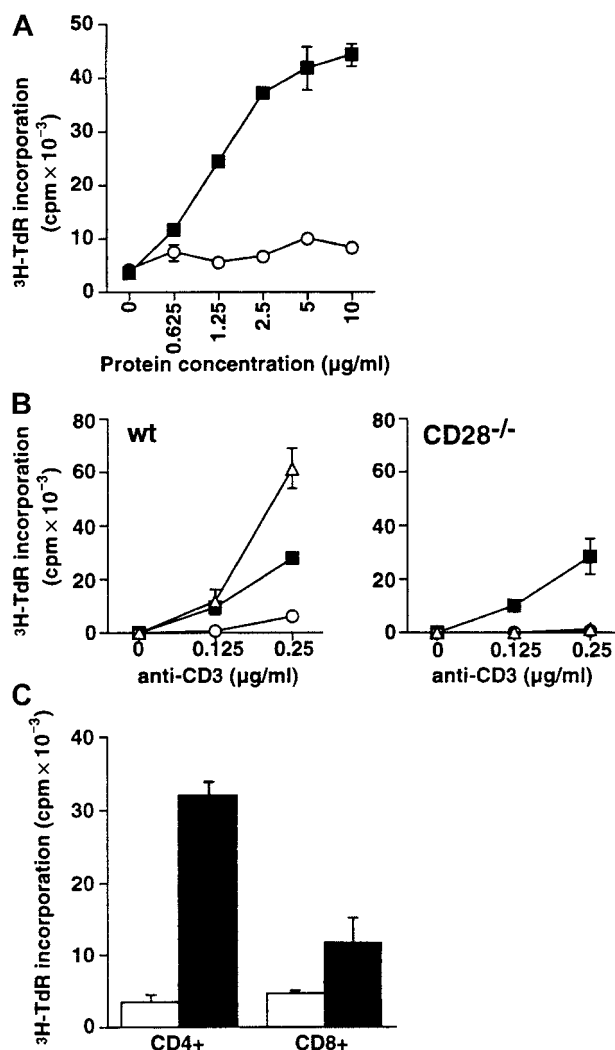 A
³H-TdR incorporation
(cpm × 10⁻³)
50
40
30
20
10
0
0
0.625
1.25
2.5
5
10
Protein concentration (µg/ml)
B
³H-TdR incorporation
(cpm × 10⁻³)
80
60
40
20
0
wt
0
0.125
0.25
anti-CD3 (µg/ml)
80
60
40
20
0
CD28⁻/⁻
0
0.125
0.25
anti-CD3 (µg/ml)
C
³H-TdR incorporation (cpm × 10⁻³)
40
30
20
10
0
CD4+
CD8+